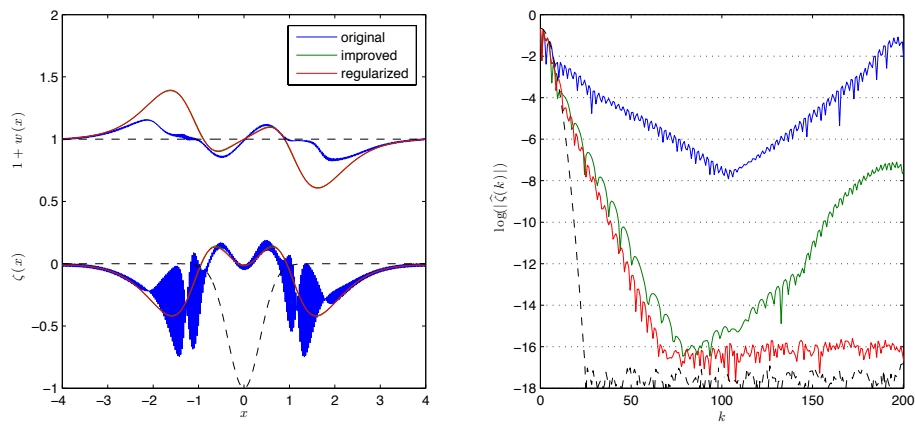 2
1.5
1
0.5
0
−0.5
−1
1 + w(x)
ζ(x)
original
improved
regularized
−4 −3 −2 −1 0 1 2 3 4
x
0
−2
−4
−6
−8
−10
−12
−14
−16
−18
log(|ζ̂(k)|)
0 50 100 150 200
k